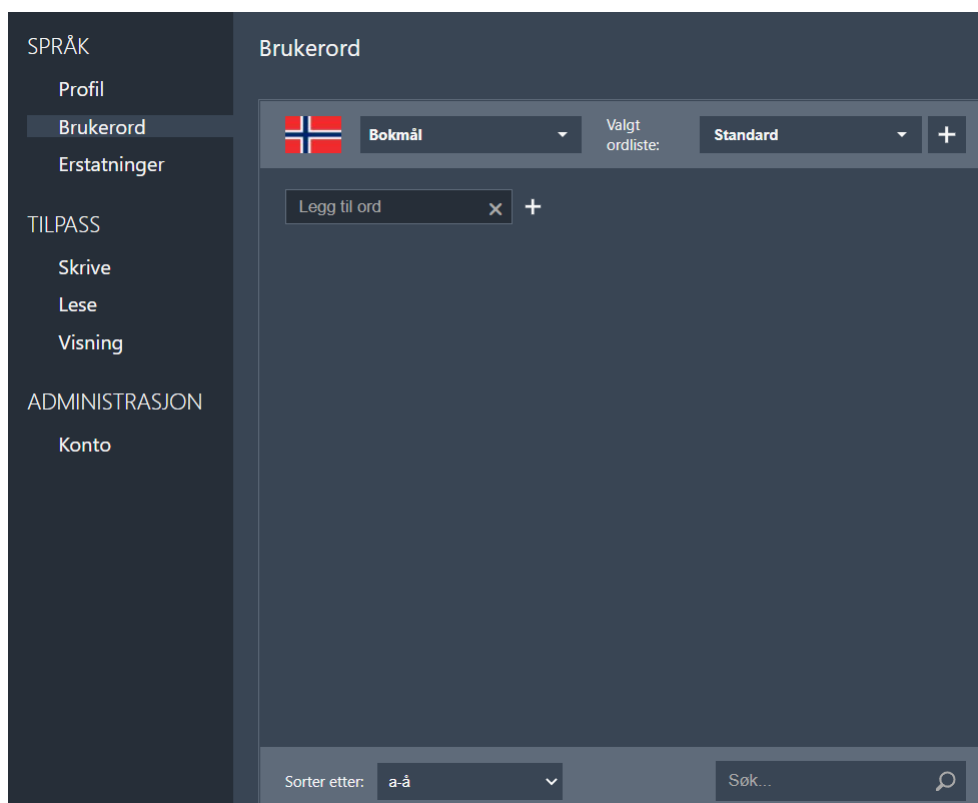 SPRÅK
Profil
Brukerord
Erstatninger
TILPASS
Skrive
Lese
Visning
ADMINISTRASJON
Konto
Brukerord
Bokmål
Valgt
ordliste:
Standard
Legg til ord
Sorter etter:
a-å
Søk...